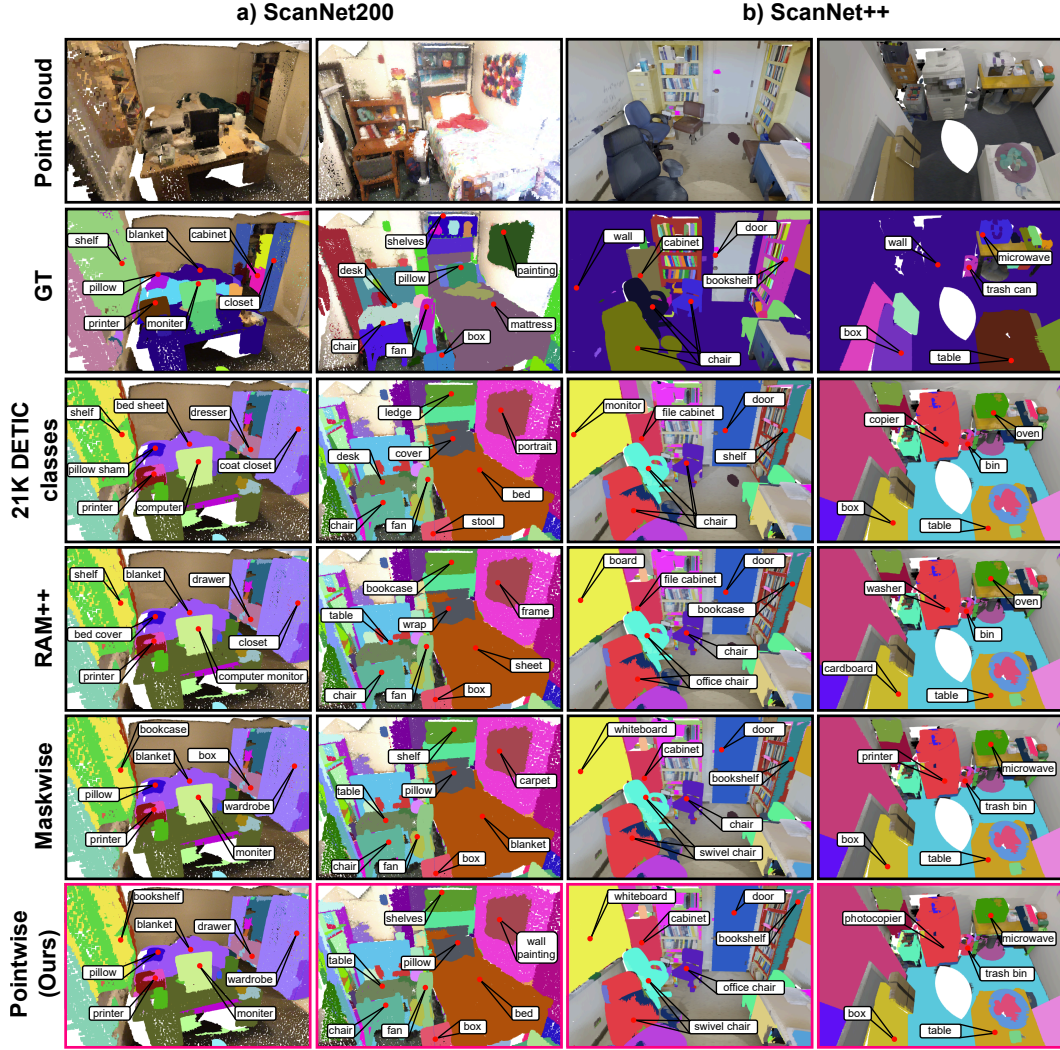 a) ScanNet200
b) ScanNet++
Point Cloud
GT
shelf
blanket
cabinet
pillow
closet
printer
moniter
shelves
desk
pillow
painting
mattress
chair
fan
box
wall
cabinet
door
bookshelf
chair
wall
microwave
trash can
box
table
21K DETIC
classes
shelf
bed sheet
dresser
pillow sham
coat closet
printer
computer
ledge
portrait
desk
cover
bed
chair
fan
stool
monitor
file cabinet
door
shelf
chair
copier
oven
bin
box
table
RAM++
shelf
blanket
drawer
bed cover
closet
printer
computer monitor
bookcase
frame
table
wrap
sheet
chair
fan
box
board
file cabinet
door
bookcase
chair
office chair
washer
oven
bin
cardboard
table
Maskwise
bookcase
blanket
box
pillow
wardrobe
printer
moniter
shelf
carpet
table
pillow
blanket
chair
fan
box
whiteboard
cabinet
door
bookshelf
chair
swivel chair
printer
microwave
trash bin
box
table
Pointwise
(Ours)
bookshelf
blanket
drawer
pillow
wardrobe
printer
moniter
shelves
wall
painting
table
pillow
bed
chair
fan
box
whiteboard
cabinet
door
bookshelf
office chair
swivel chair
photocopier
microwave
trash bin
box
table